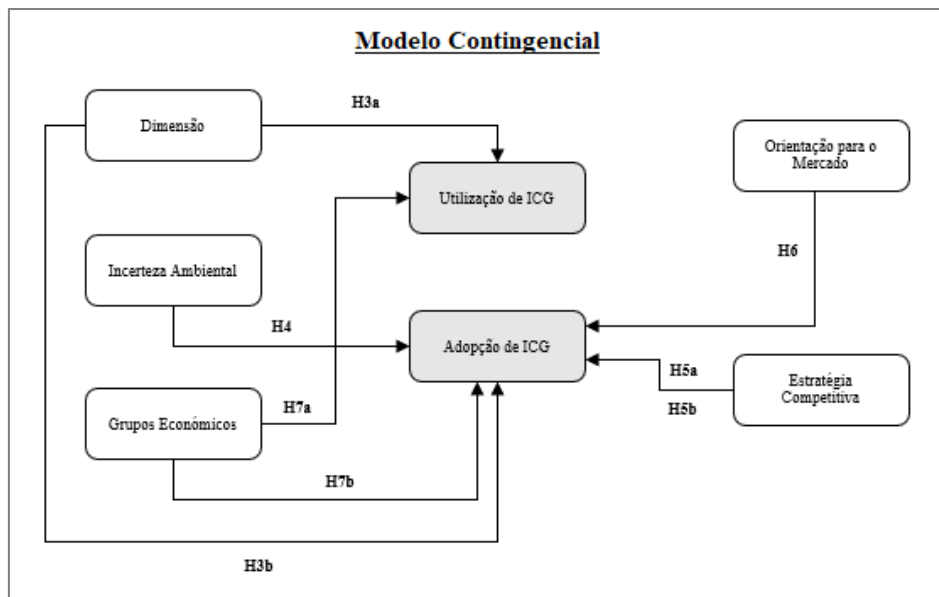 Modelo Contingencial
H3a
Dimensão
Orientação para o
Mercado
Utilização de ICG
H6
Incerteza Ambiental
H4
Adopção de ICG
H5a
Estratégia
Competitiva
H5b
H7a
Grupos Económicos
H7b
H3b